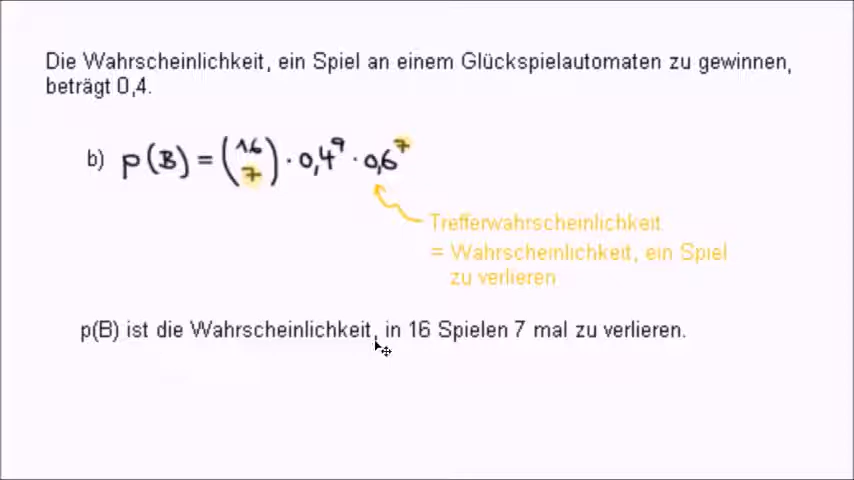 Die Wahrscheinlichkeit, ein Spiel an einem Glückspielautomaten zu gewinnen,
beträgt 0,4.
b) p(B) = (16 7) · 0,4⁹ · 0,6⁷
Trefferwahrscheinlichkeit
= Wahrscheinlichkeit, ein Spiel
zu verlieren
p(B) ist die Wahrscheinlichkeit, in 16 Spielen 7 mal zu verlieren.